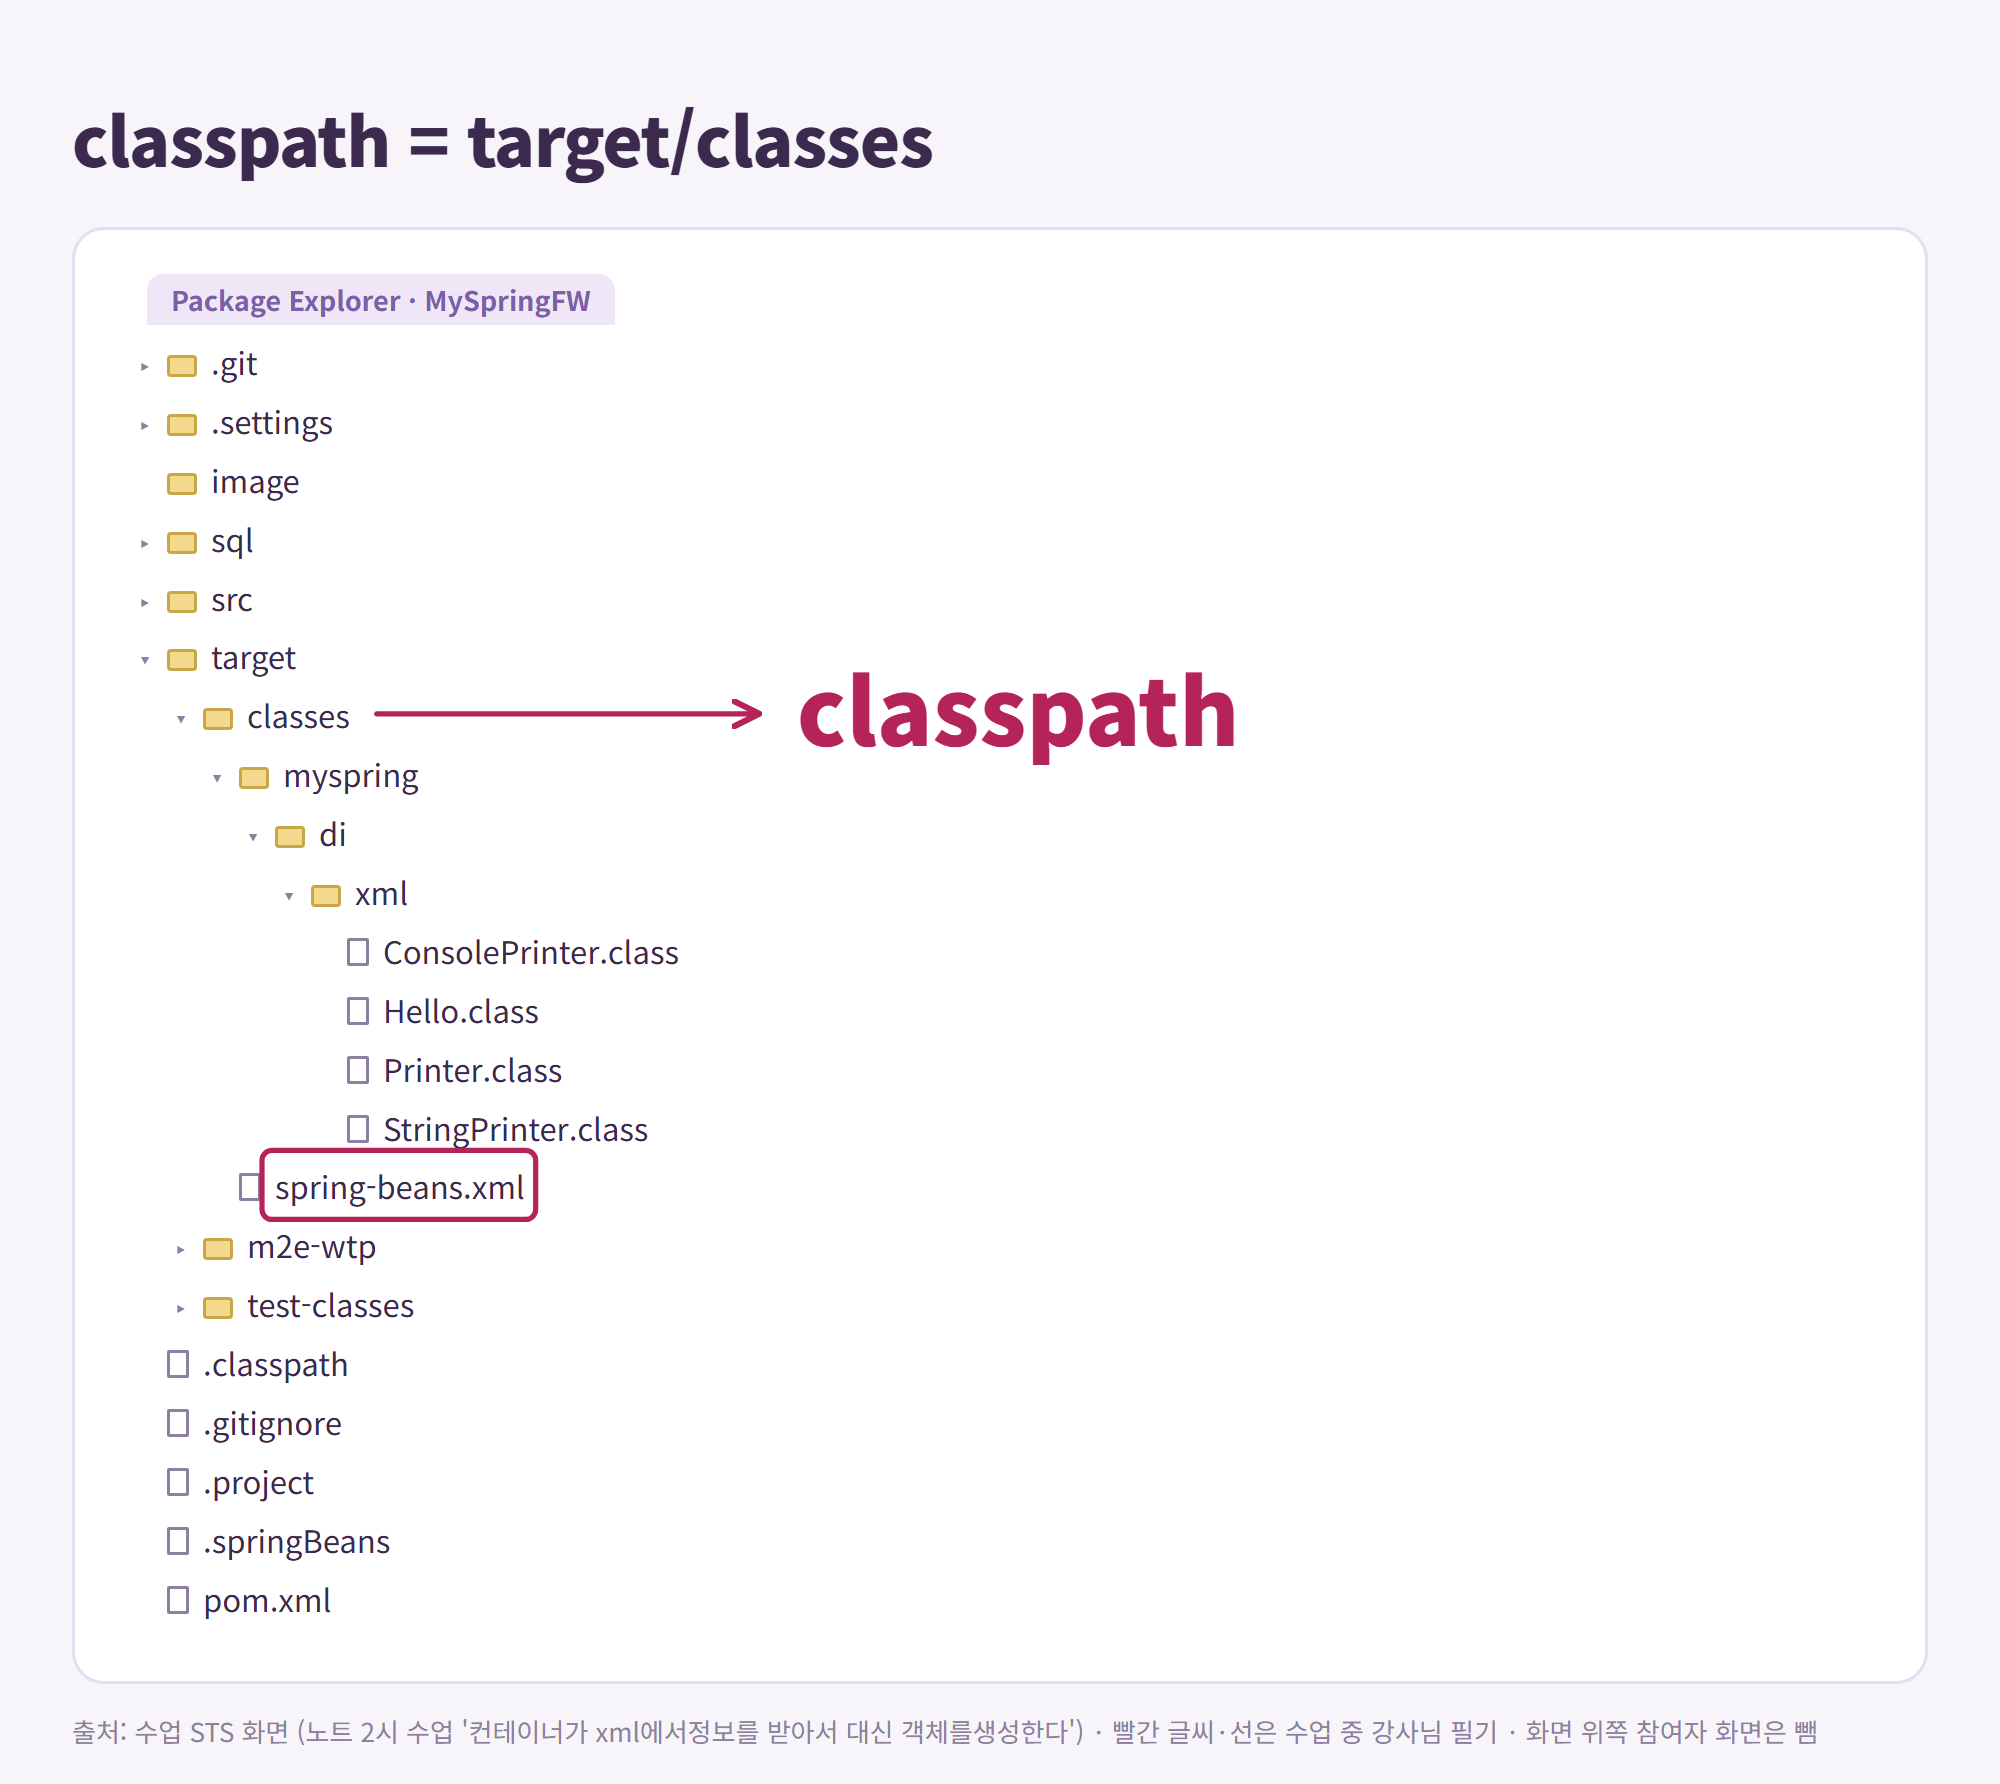 classpath = target/classes
Package Explorer · MySpringFW
.git
.settings
image
sql
src
target
classes
classpath
myspring
di
xml
ConsolePrinter.class
Hello.class
Printer.class
StringPrinter.class
spring-beans.xml
m2e-wtp
test-classes
.classpath
.gitignore
.project
.springBeans
pom.xml
출처: 수업 STS 화면 (노트 2시 수업 '컨테이너가 xml에서정보를 받아서 대신 객체를생성한다') · 빨간 글씨·선은 수업 중 강사님 필기 · 화면 위쪽 참여자 화면은 뺌